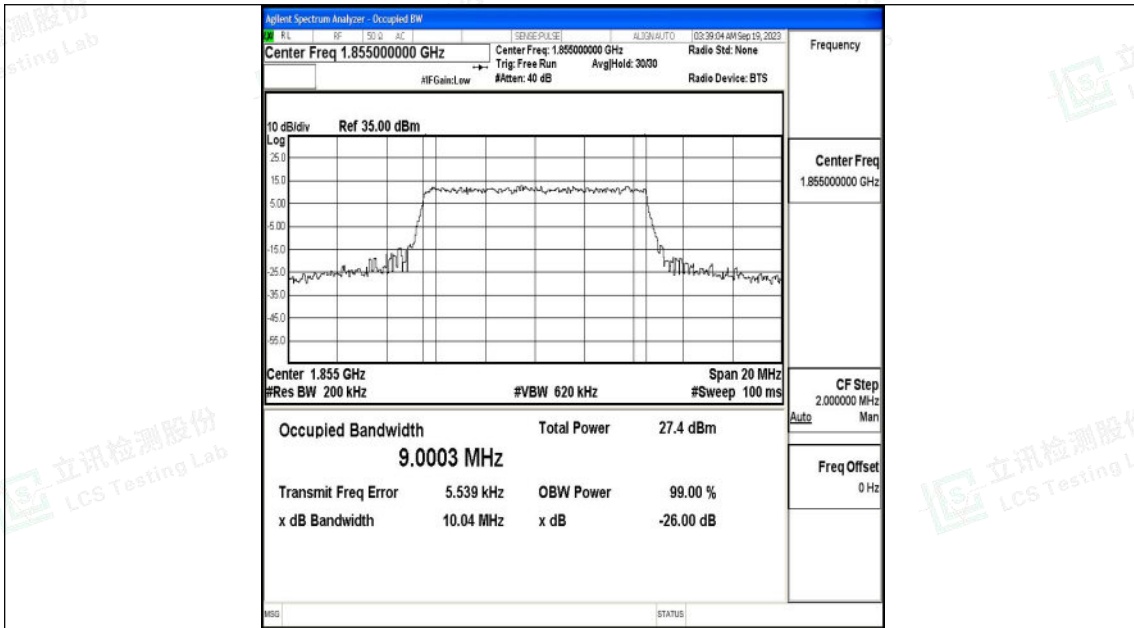 Agilent Spectrum Analyzer - Occupied BW
RL RF 50 Ω AC SENSE:PULSE ALIGNAUTO 03:39:04 AM Sep 19, 2023
Center Freq 1.855000000 GHz
Center Freq: 1.855000000 GHz Radio Std: None
Trig: Free Run Avg|Hold: 30/30
#IFGain:Low #Atten: 40 dB Radio Device: BTS
Frequency
10 dB/div Ref 35.00 dBm
Log
25.0
15.0
5.00
-5.00
-15.0
-25.0
-35.0
-45.0
-55.0
Center Freq
1.855000000 GHz
Center 1.855 GHz Span 20 MHz
#Res BW 200 kHz #VBW 620 kHz #Sweep 100 ms
CF Step
2.000000 MHz
Auto Man
Occupied Bandwidth Total Power 27.4 dBm
9.0003 MHz
Transmit Freq Error 5.539 kHz OBW Power 99.00 %
x dB Bandwidth 10.04 MHz x dB -26.00 dB
Freq Offset
0 Hz
MSG STATUS
测股份
sting Lab
立
立讯检测股份
LCS Testing Lab
立讯检测股份
LCS Testing L